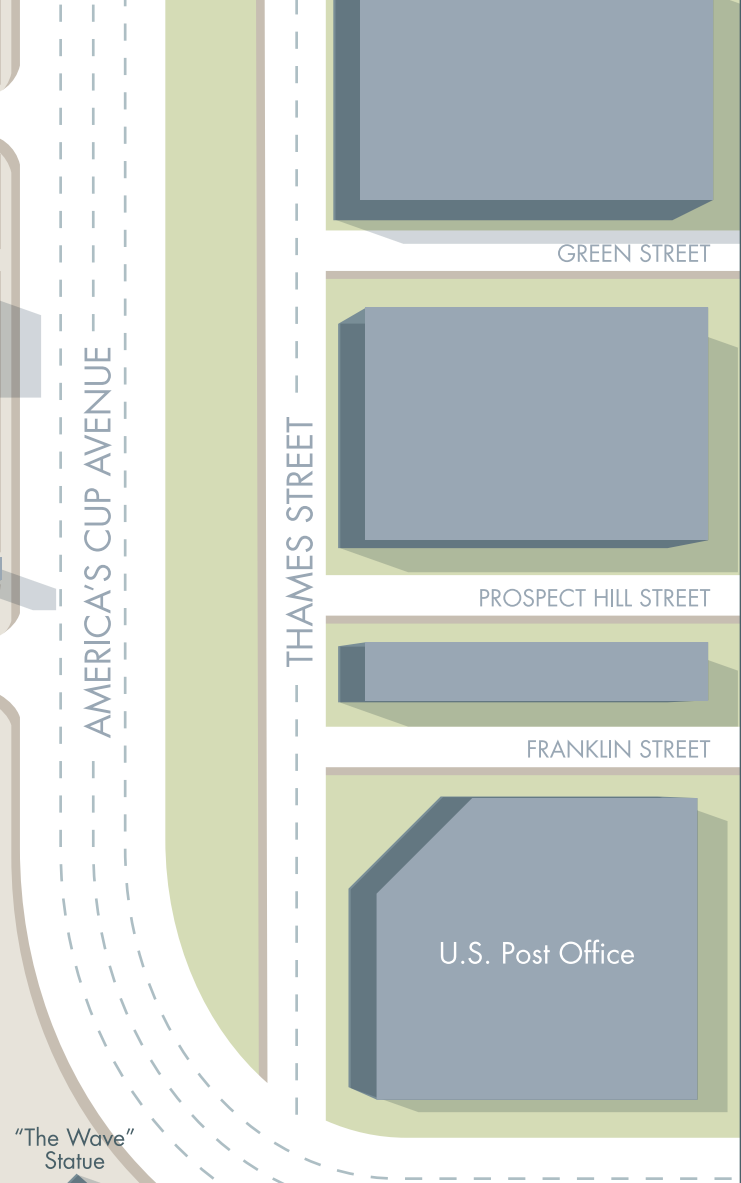 GREEN STREET
AMERICA'S CUP AVENUE
THAMES STREET
PROSPECT HILL STREET
FRANKLIN STREET
U.S. Post Office
“The Wave”
Statue